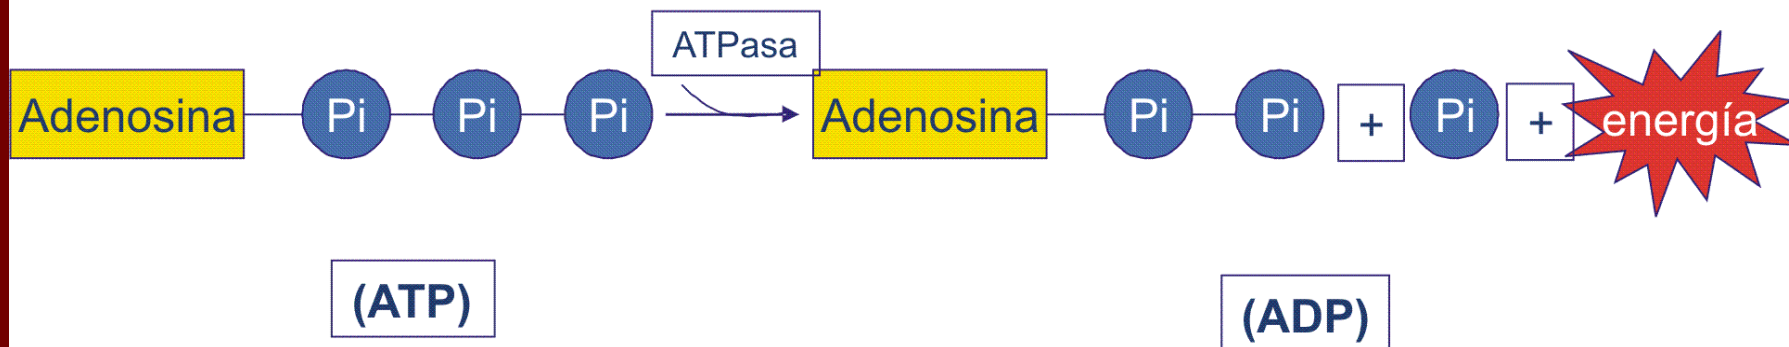 ATPasa
Adenosina Pi Pi Pi Adenosina Pi Pi + Pi + energía
(ATP)
(ADP)